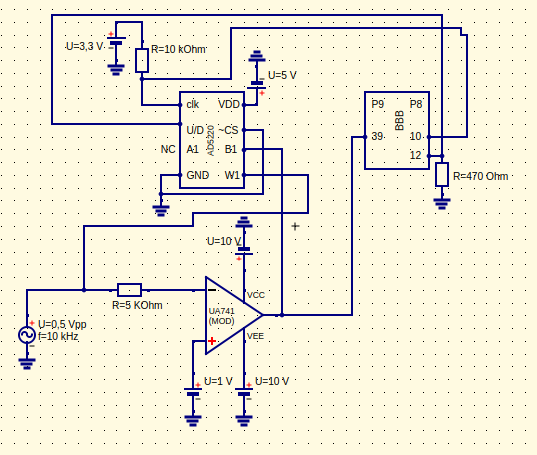 U=3,3 V
R=10 kOhm
U=5 V
clk VDD
U/D ~CS
AD5220
NC A1 B1
GND W1
P9 P8
BBB
39 10
12
R=470 Ohm
U=10 V
R=5 KOhm
VCC
UA741
(MOD)
VEE
U=0,5 Vpp
f=10 kHz
U=1 V
U=10 V